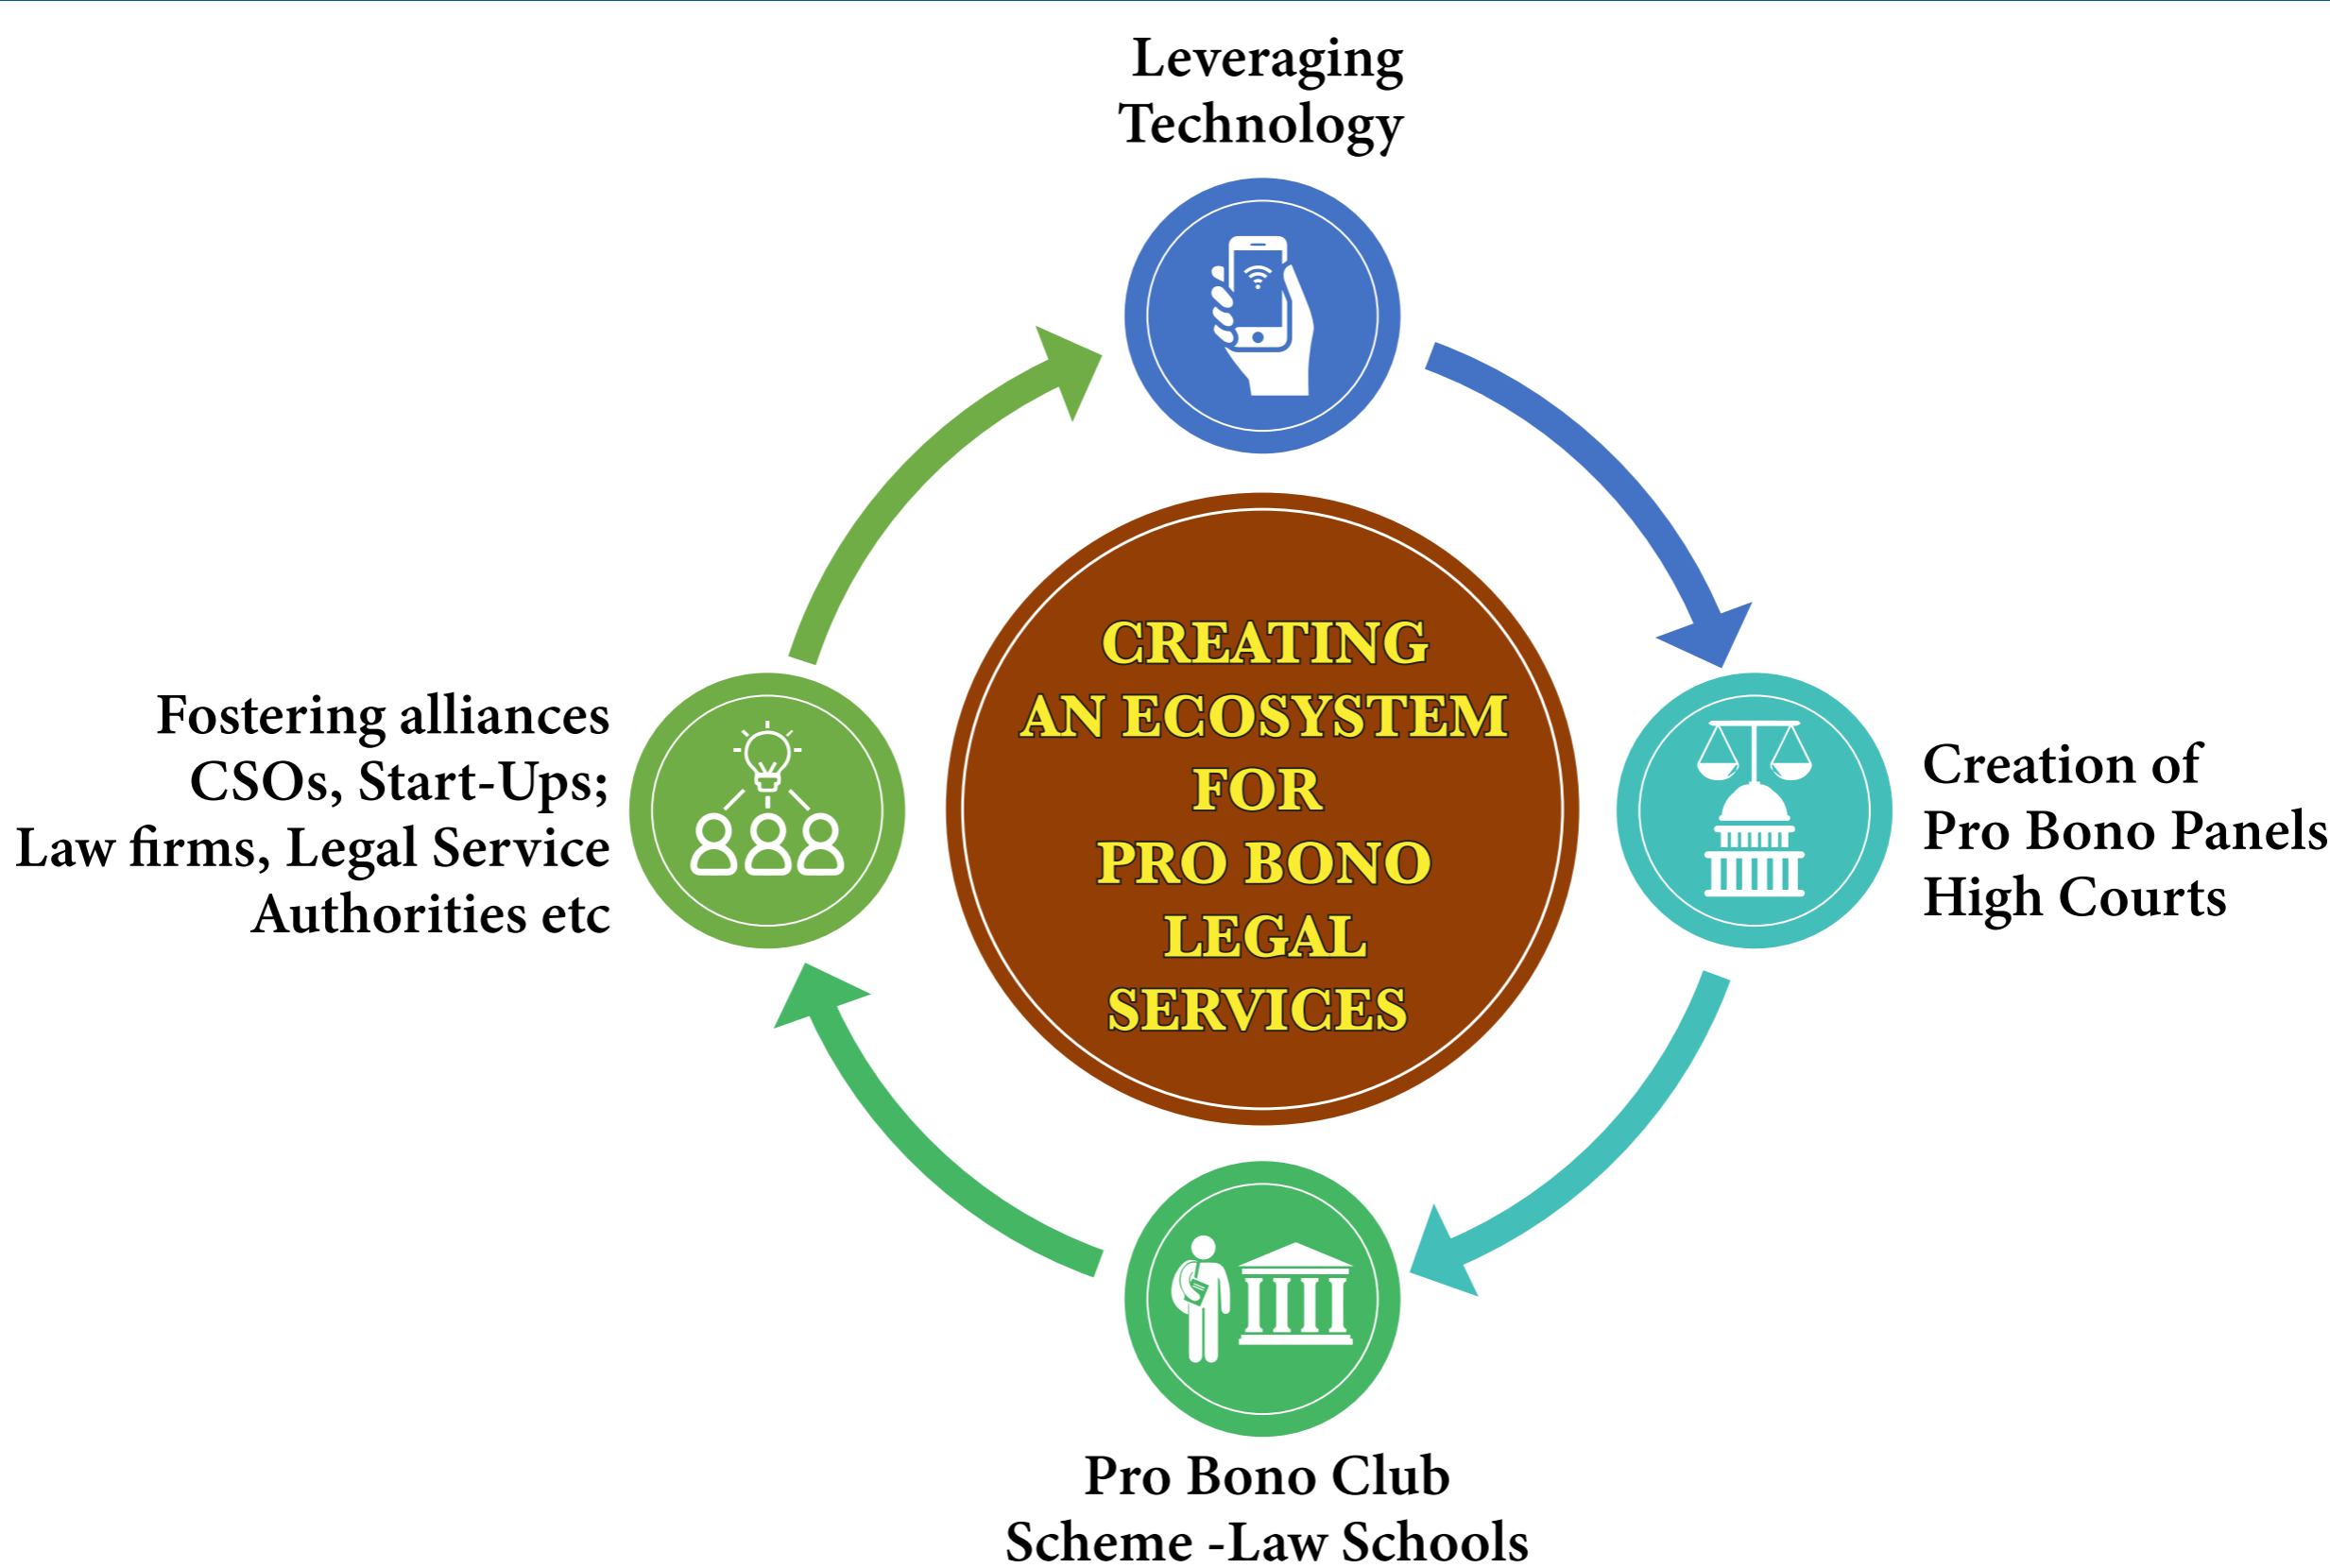 Leveraging
Technology
CREATING
AN ECOSYSTEM
FOR
PRO BONO
LEGAL
SERVICES
Fostering alliances
CSOs, Start-Ups;
Law firms, Legal Service
Authorities etc
Creation of
Pro Bono Panels
High Courts
Pro Bono Club
Scheme -Law Schools